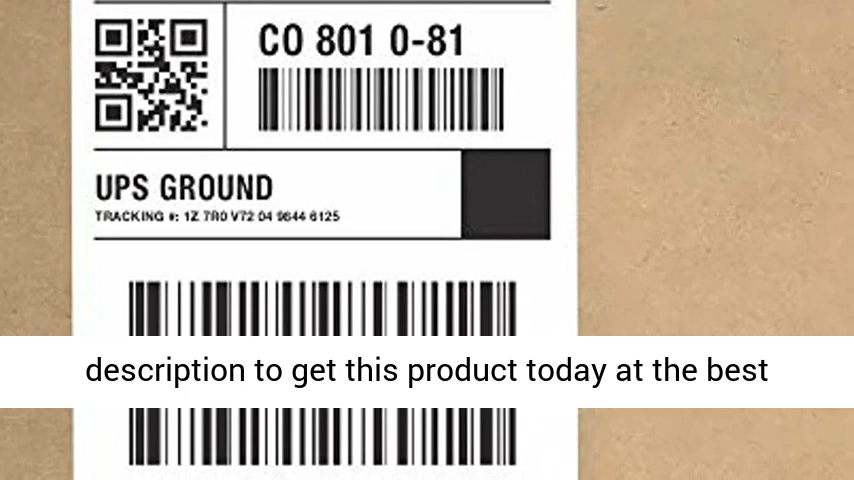 CO 801 0-81
UPS GROUND
TRACKING #: 1Z 7R0 V72 04 9644 6125
description to get this product today at the best